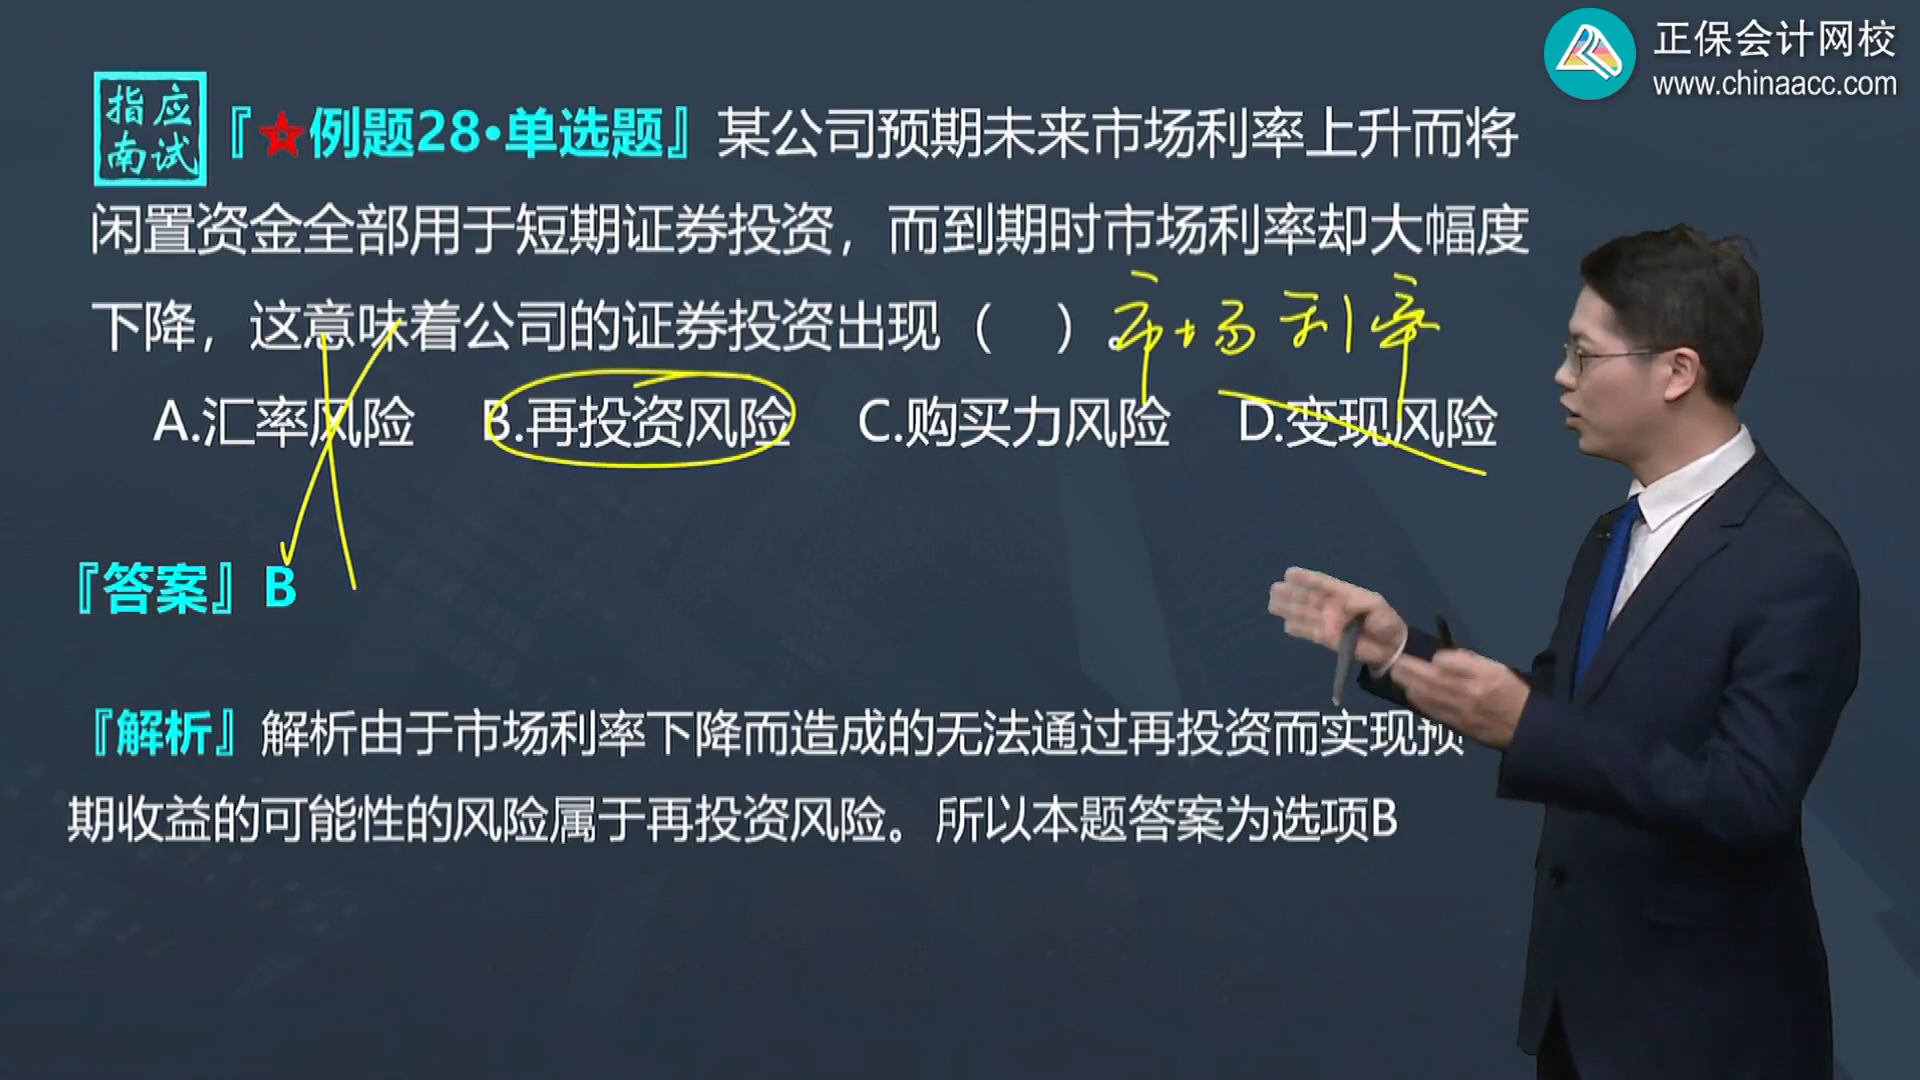 正保会计网校
www.chinaacc.com
应试指南
『★例题28·单选题』某公司预期未来市场利率上升而将
闲置资金全部用于短期证券投资，而到期时市场利率却大幅度
下降，这意味着公司的证券投资出现（　）。市场利率
A.汇率风险 B.再投资风险 C.购买力风险 D.变现风险
『答案』B
『解析』解析由于市场利率下降而造成的无法通过再投资而实现预
期收益的可能性的风险属于再投资风险。所以本题答案为选项B